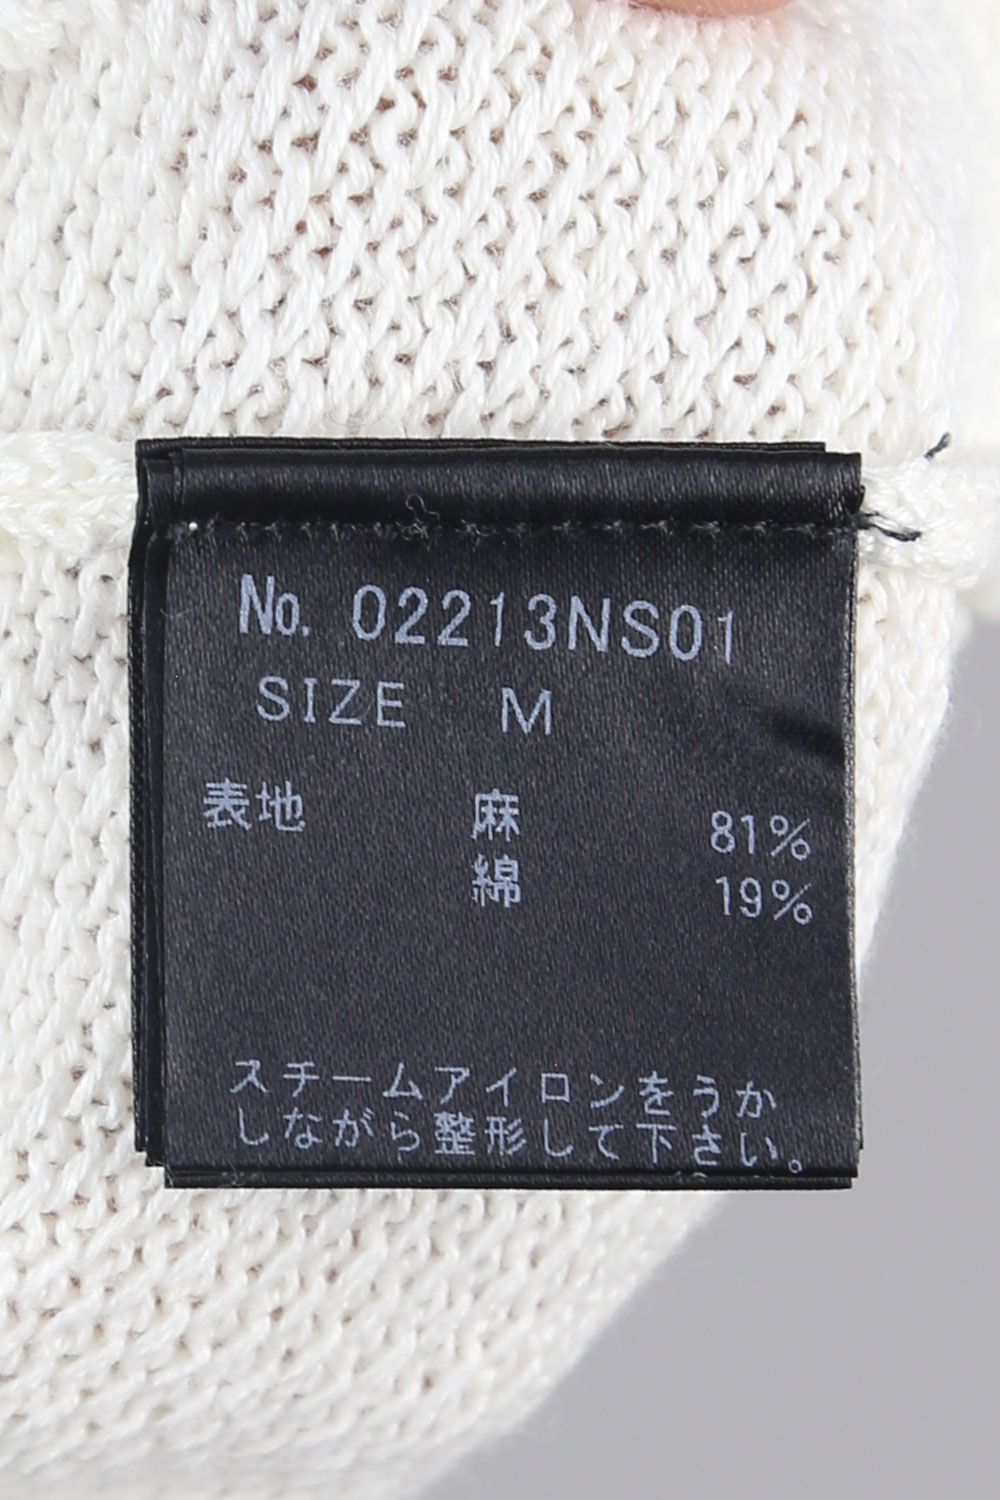 No. 02213NS01
SIZE M
表地 麻 81%
綿 19%
スチームアイロンをうか
しながら整形して下さい。